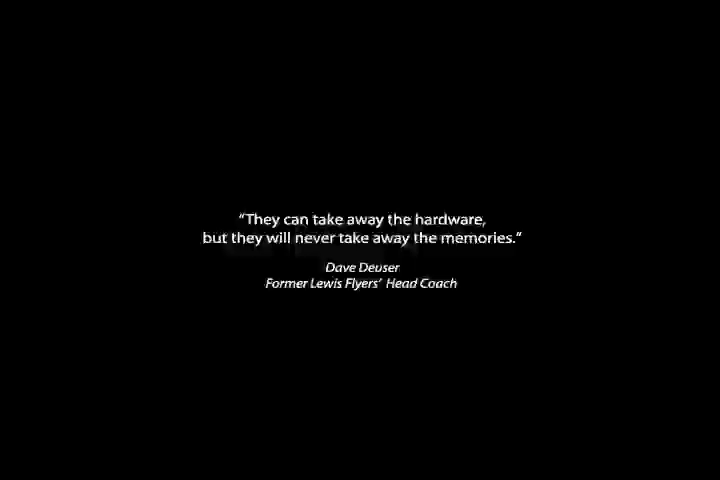 “They can take away the hardware,
but they will never take away the memories.”
Dave Deuser
Former Lewis Flyers’ Head Coach